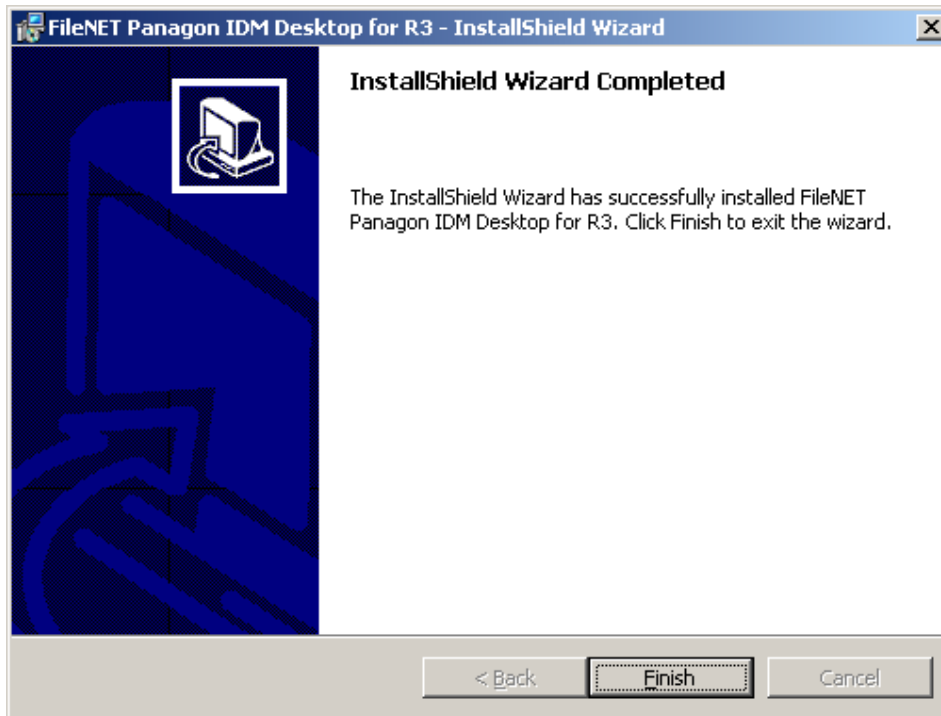 FileNET Panagon IDM Desktop for R3 - InstallShield Wizard
InstallShield Wizard Completed
The InstallShield Wizard has successfully installed FileNET
Panagon IDM Desktop for R3. Click Finish to exit the wizard.
< Back
Finish
Cancel